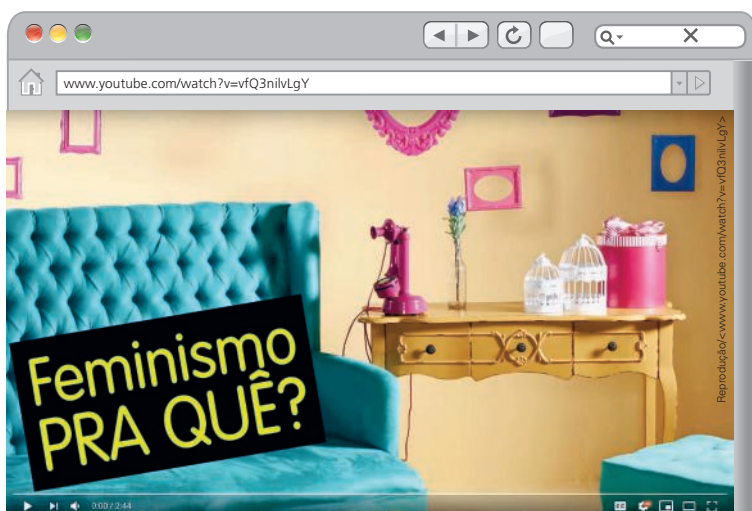 www.youtube.com/watch?v=vfQ3nilvLgY
Reprodução/<www.youtube.com/watch?v=vfQ3nilvLgY>
Feminismo
PRA QUÊ?
0:00 / 2:44